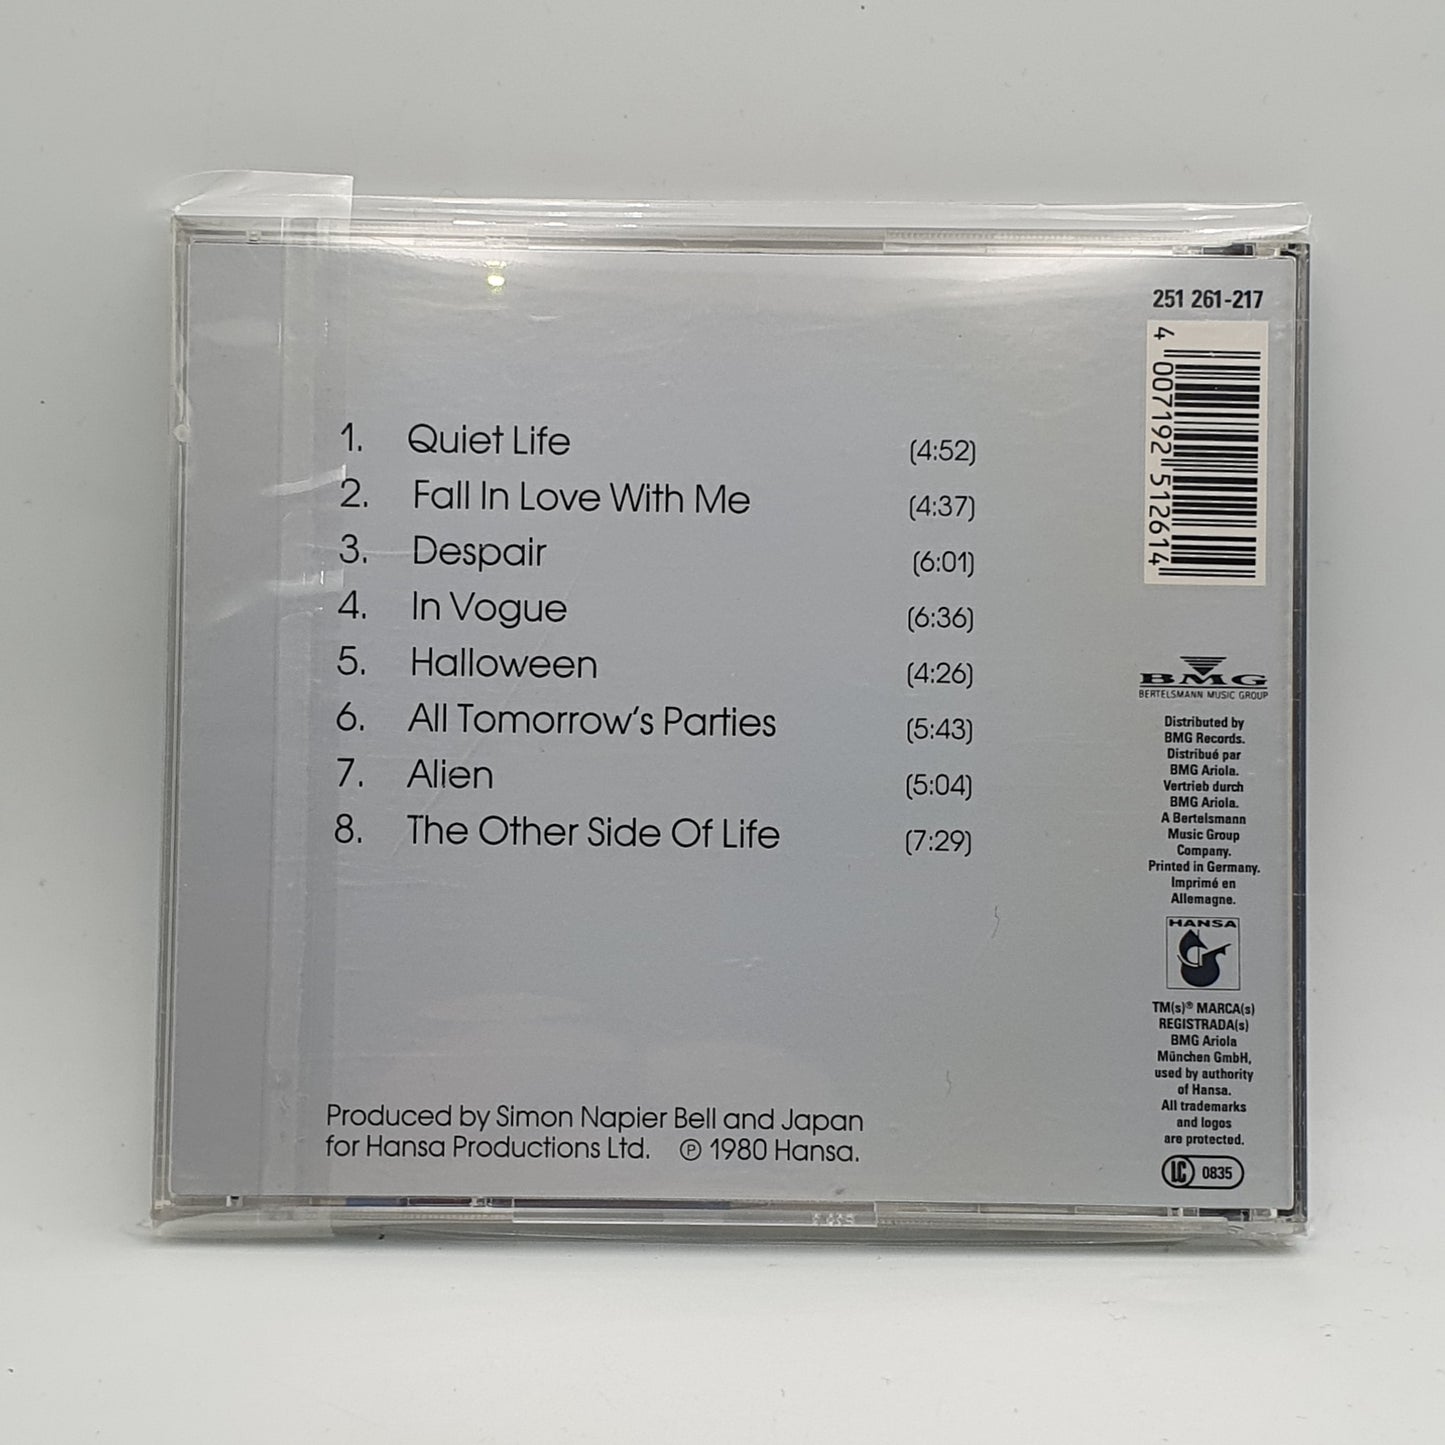 1. Quiet Life (4:52)
2. Fall In Love With Me (4:37)
3. Despair (6:01)
4. In Vogue (6:36)
5. Halloween (4:26)
6. All Tomorrow's Parties (5:43)
7. Alien (5:04)
8. The Other Side Of Life (7:29)
Produced by Simon Napier Bell and Japan
for Hansa Productions Ltd. ℗ 1980 Hansa.
251 261-217
4 007192 512614
BMG
BERTELSMANN MUSIC GROUP
Distributed by
BMG Records.
Distribué par
BMG Ariola.
Vertrieb durch
BMG Ariola.
A Bertelsmann
Music Group
Company.
Printed in Germany.
Imprimé en
Allemagne.
HANSA
TM(s)® MARCA(s)
REGISTRADA(s)
BMG Ariola
München GmbH,
used by authority
of Hansa.
All trademarks
and logos
are protected.
LC 0835